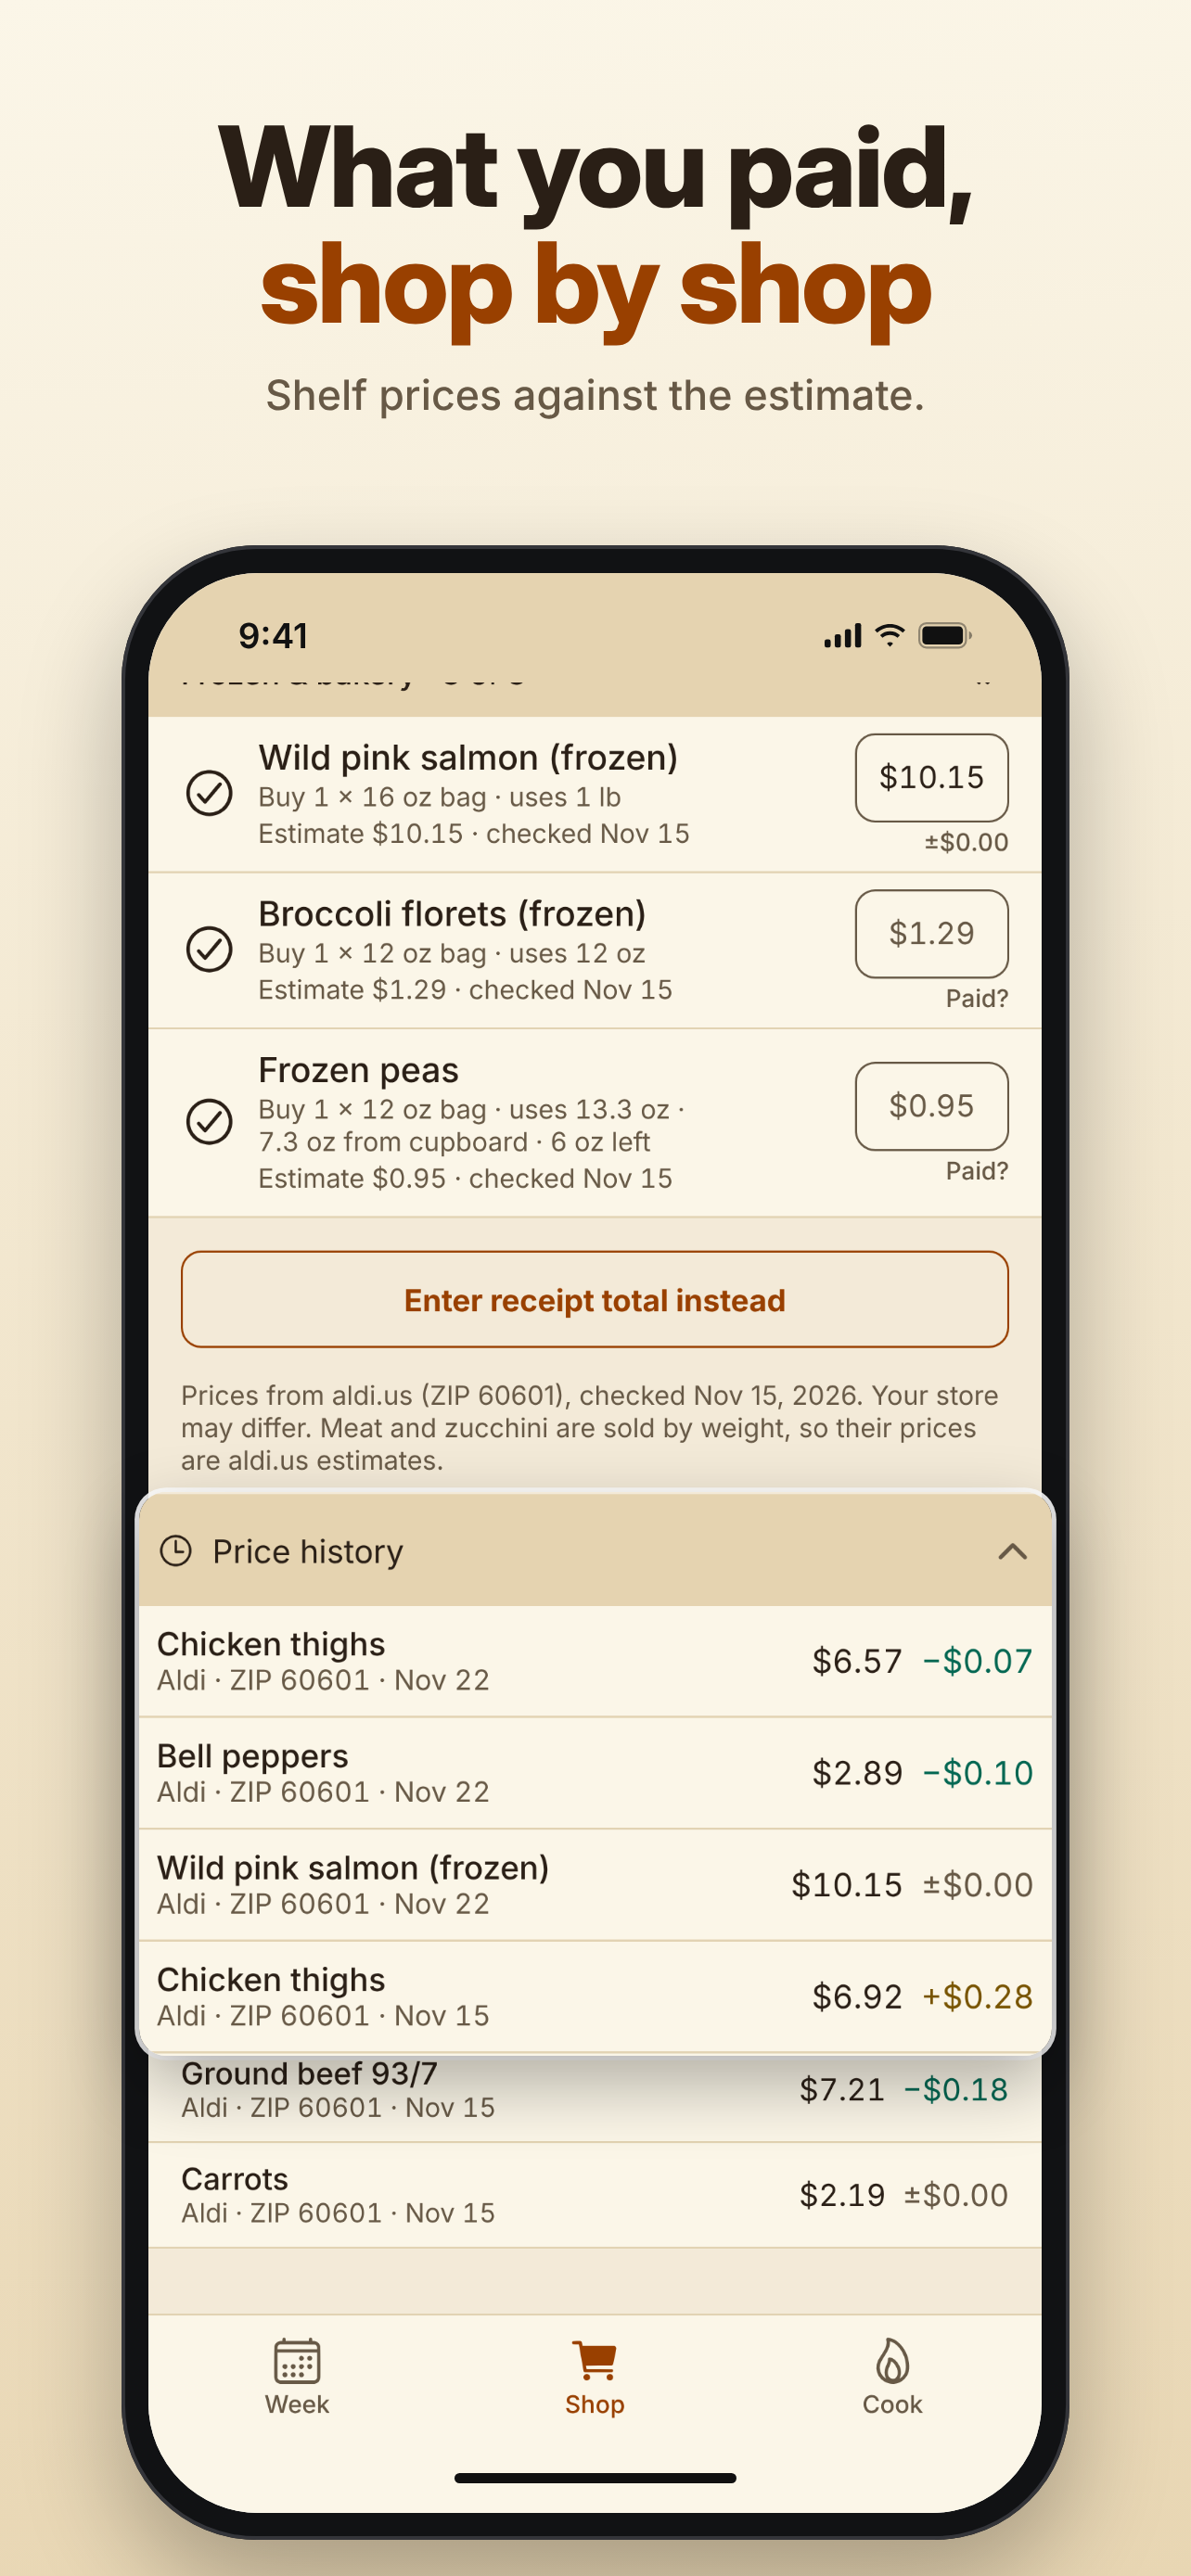 What you paid,
shop by shop
Shelf prices against the estimate.
9:41
Wild pink salmon (frozen)
Buy 1 × 16 oz bag · uses 1 lb
Estimate $10.15 · checked Nov 15
$10.15
±$0.00
Broccoli florets (frozen)
Buy 1 × 12 oz bag · uses 12 oz
Estimate $1.29 · checked Nov 15
$1.29
Paid?
Frozen peas
Buy 1 × 12 oz bag · uses 13.3 oz ·
7.3 oz from cupboard · 6 oz left
Estimate $0.95 · checked Nov 15
$0.95
Paid?
Enter receipt total instead
Prices from aldi.us (ZIP 60601), checked Nov 15, 2026. Your store
may differ. Meat and zucchini are sold by weight, so their prices
are aldi.us estimates.
Price history
Chicken thighs
Aldi · ZIP 60601 · Nov 22
$6.57 −$0.07
Bell peppers
Aldi · ZIP 60601 · Nov 22
$2.89 −$0.10
Wild pink salmon (frozen)
Aldi · ZIP 60601 · Nov 22
$10.15 ±$0.00
Chicken thighs
Aldi · ZIP 60601 · Nov 15
$6.92 +$0.28
Ground beef 93/7
Aldi · ZIP 60601 · Nov 15
$7.21 −$0.18
Carrots
Aldi · ZIP 60601 · Nov 15
$2.19 ±$0.00
Week
Shop
Cook